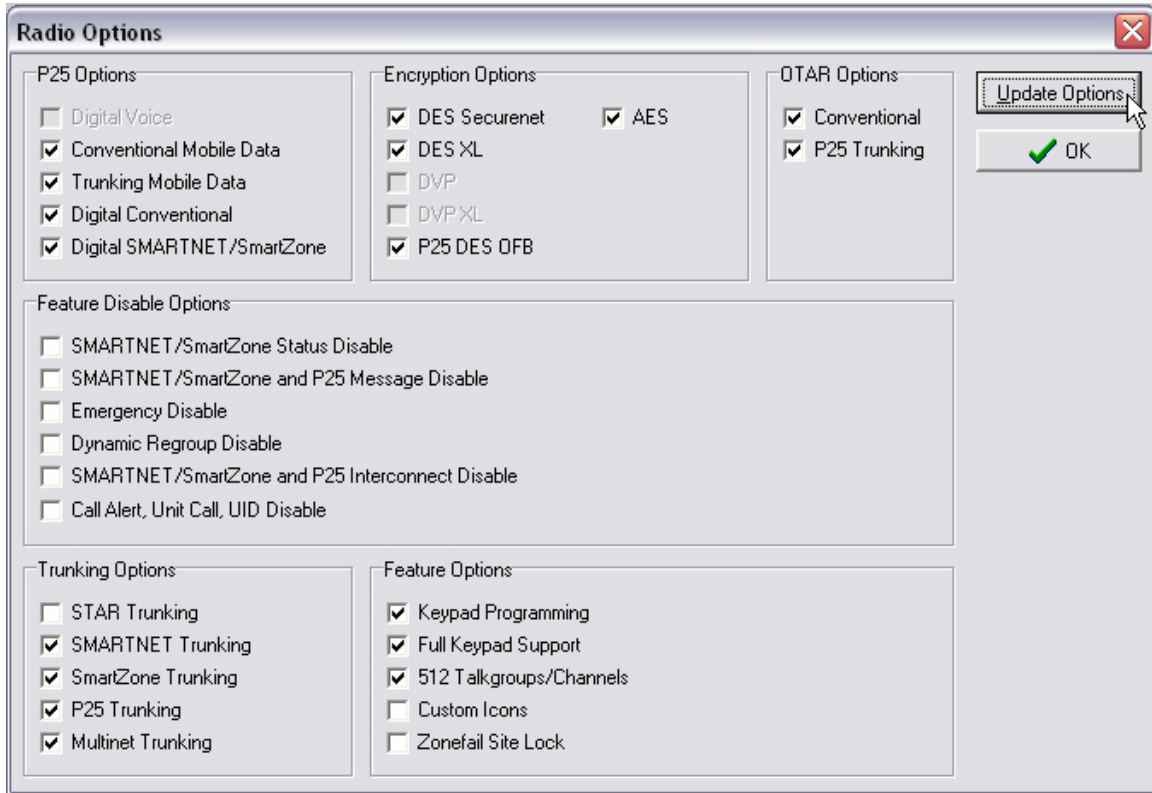 Radio Options
P25 Options
Digital Voice
Conventional Mobile Data
Trunking Mobile Data
Digital Conventional
Digital SMARTNET/SmartZone
Encryption Options
DES Securenet
AES
DES XL
DVP
DVP XL
P25 DES OFB
OTAR Options
Conventional
P25 Trunking
Update Options
OK
Feature Disable Options
SMARTNET/SmartZone Status Disable
SMARTNET/SmartZone and P25 Message Disable
Emergency Disable
Dynamic Regroup Disable
SMARTNET/SmartZone and P25 Interconnect Disable
Call Alert, Unit Call, UID Disable
Trunking Options
STAR Trunking
SMARTNET Trunking
SmartZone Trunking
P25 Trunking
Multinet Trunking
Feature Options
Keypad Programming
Full Keypad Support
512 Talkgroups/Channels
Custom Icons
Zonefail Site Lock